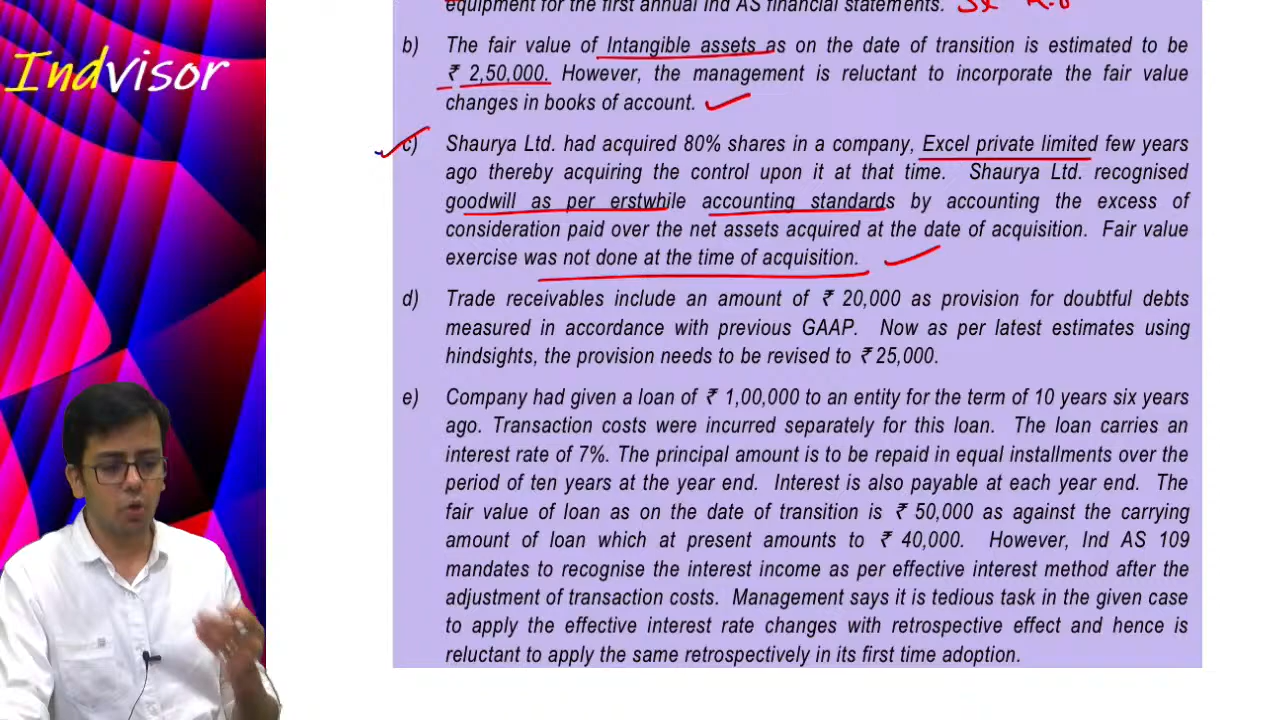 equipment for the first annual Ind AS financial statements.
Indvisor
b) The fair value of Intangible assets as on the date of transition is estimated to be
₹ 2,50,000. However, the management is reluctant to incorporate the fair value
changes in books of account.
c) Shaurya Ltd. had acquired 80% shares in a company, Excel private limited few years
ago thereby acquiring the control upon it at that time. Shaurya Ltd. recognised
goodwill as per erstwhile accounting standards by accounting the excess of
consideration paid over the net assets acquired at the date of acquisition. Fair value
exercise was not done at the time of acquisition.
d) Trade receivables include an amount of ₹ 20,000 as provision for doubtful debts
measured in accordance with previous GAAP. Now as per latest estimates using
hindsights, the provision needs to be revised to ₹ 25,000.
e) Company had given a loan of ₹ 1,00,000 to an entity for the term of 10 years six years
ago. Transaction costs were incurred separately for this loan. The loan carries an
interest rate of 7%. The principal amount is to be repaid in equal installments over the
period of ten years at the year end. Interest is also payable at each year end. The
fair value of loan as on the date of transition is ₹ 50,000 as against the carrying
amount of loan which at present amounts to ₹ 40,000. However, Ind AS 109
mandates to recognise the interest income as per effective interest method after the
adjustment of transaction costs. Management says it is tedious task in the given case
to apply the effective interest rate changes with retrospective effect and hence is
reluctant to apply the same retrospectively in its first time adoption.